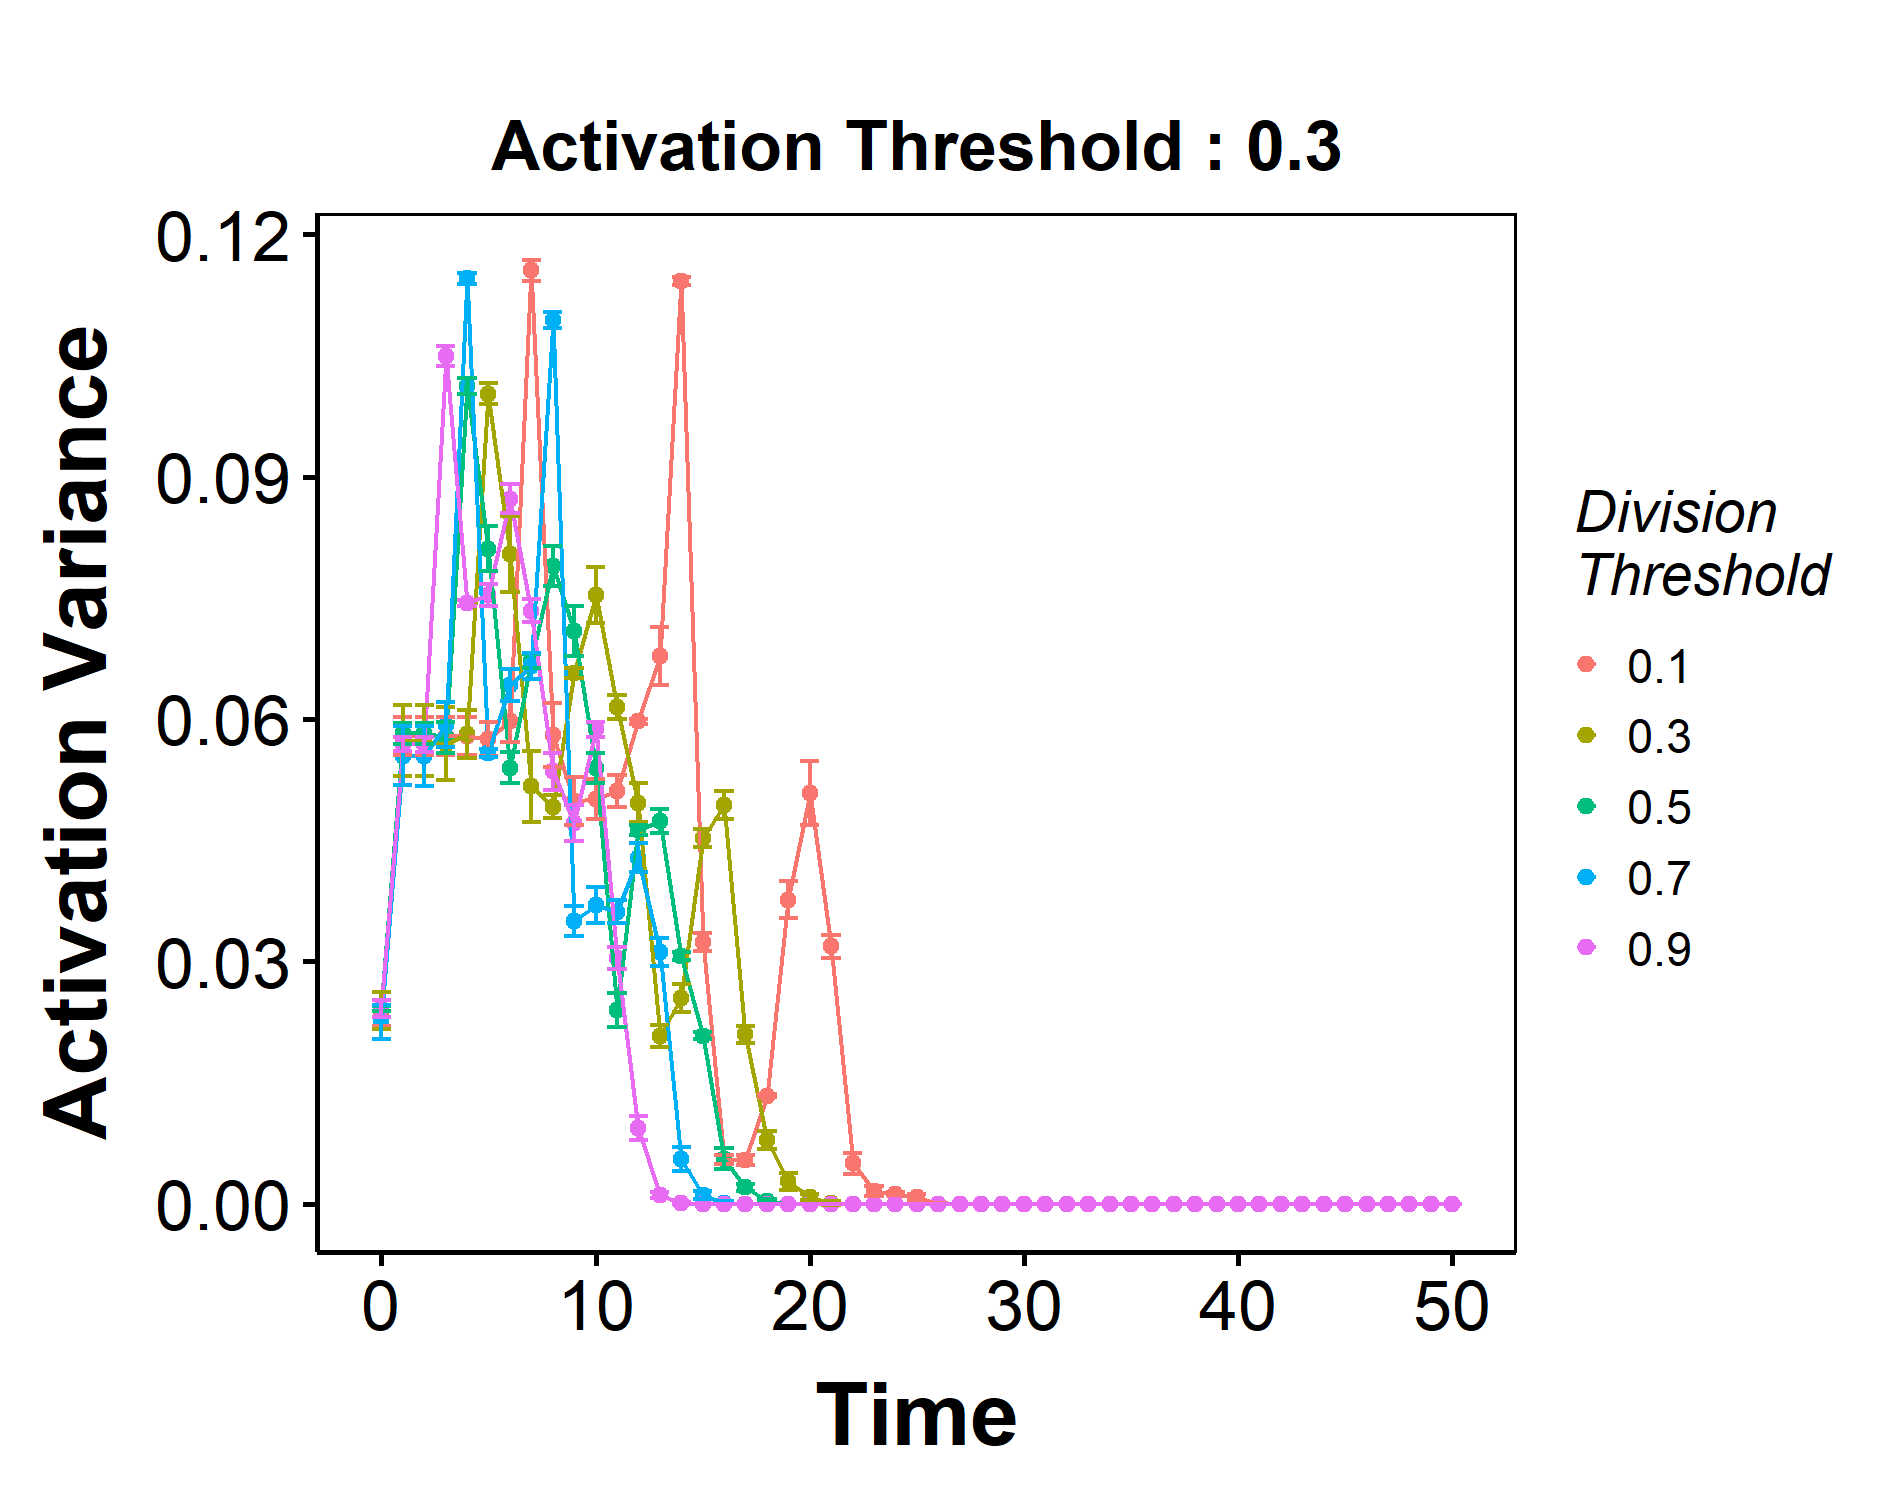 Activation Threshold : 0.3
0.12
0.09
0.06
0.03
0.00
Activation Variance
0 10 20 30 40 50
Time
Division
Threshold
0.1
0.3
0.5
0.7
0.9